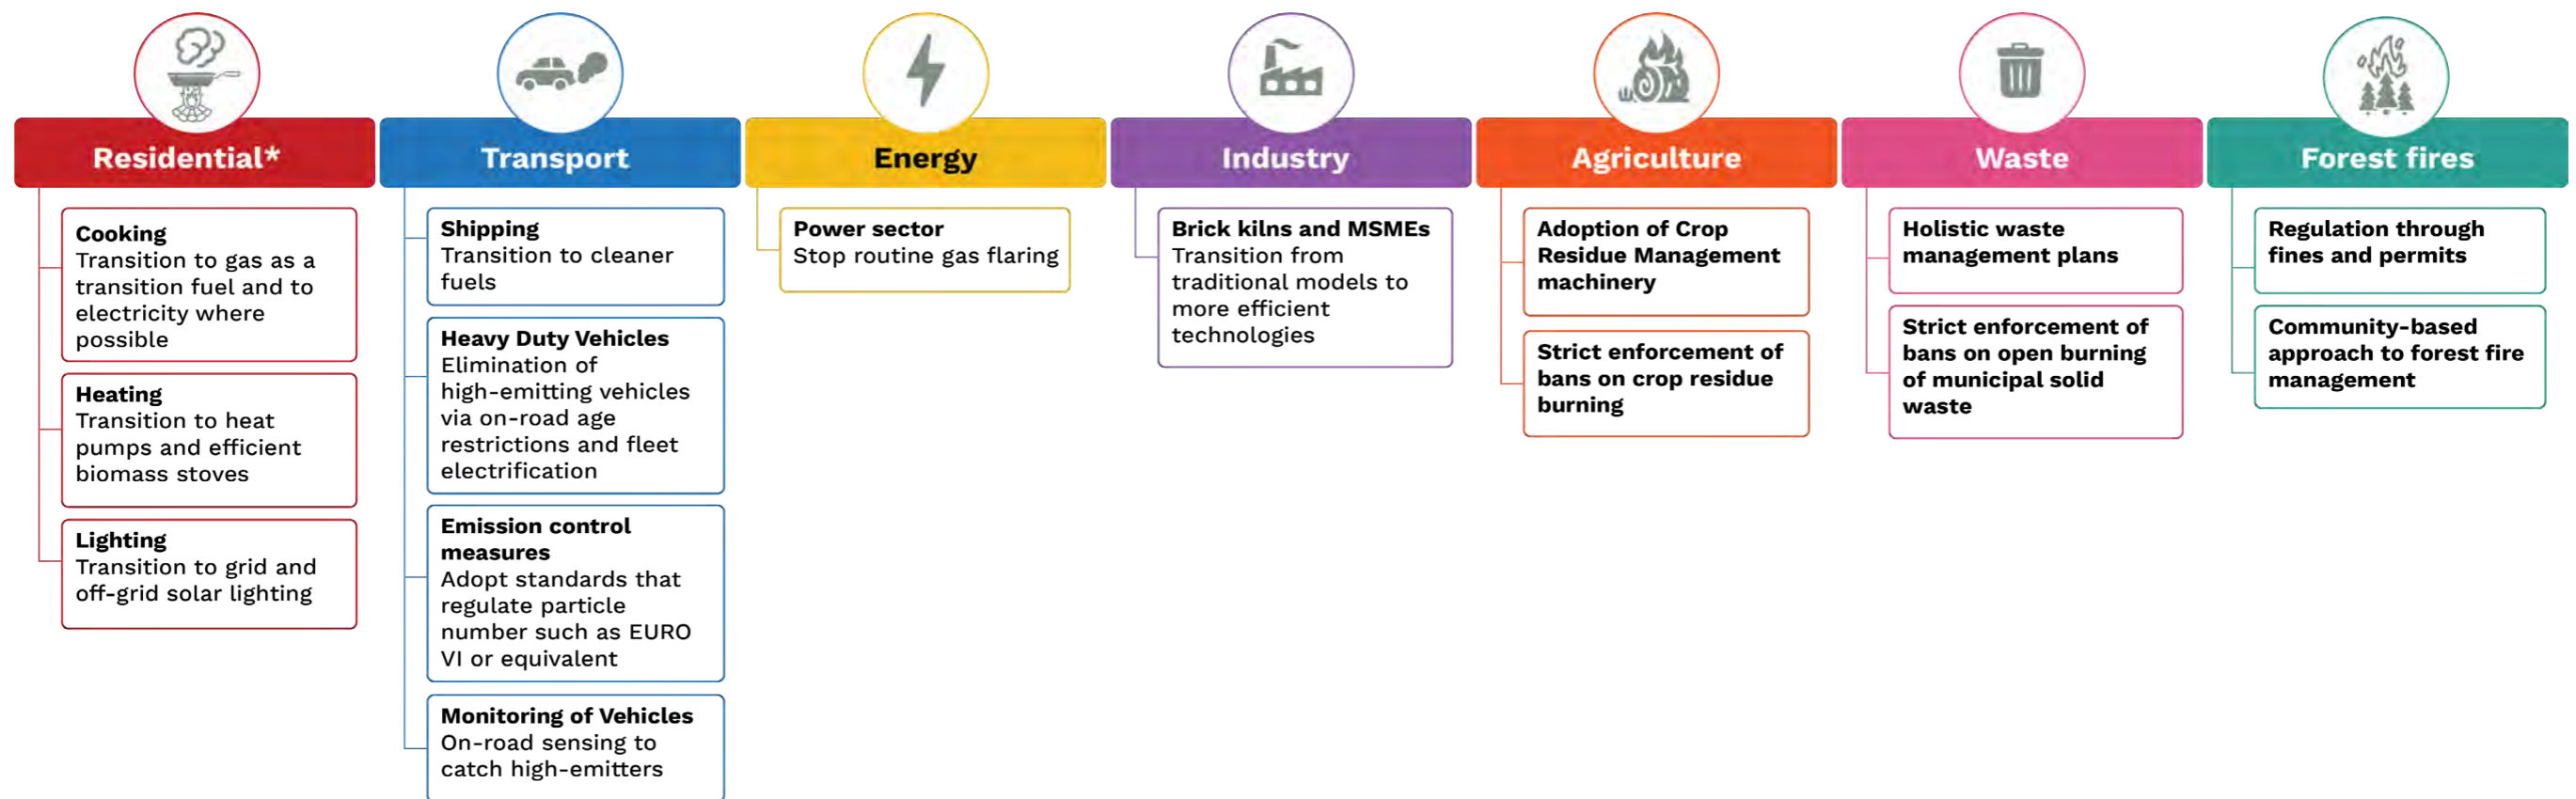 Residential*
Cooking
Transition to gas as a
transition fuel and to
electricity where
possible
Heating
Transition to heat
pumps and efficient
biomass stoves
Lighting
Transition to grid and
off-grid solar lighting
Transport
Shipping
Transition to cleaner
fuels
Heavy Duty Vehicles
Elimination of
high-emitting vehicles
via on-road age
restrictions and fleet
electrification
Emission control
measures
Adopt standards that
regulate particle
number such as EURO
VI or equivalent
Monitoring of Vehicles
On-road sensing to
catch high-emitters
Energy
Power sector
Stop routine gas flaring
Industry
Brick kilns and MSMEs
Transition from
traditional models to
more efficient
technologies
Agriculture
Adoption of Crop
Residue Management
machinery
Strict enforcement of
bans on crop residue
burning
Waste
Holistic waste
management plans
Strict enforcement of
bans on open burning
of municipal solid
waste
Forest fires
Regulation through
fines and permits
Community-based
approach to forest fire
management